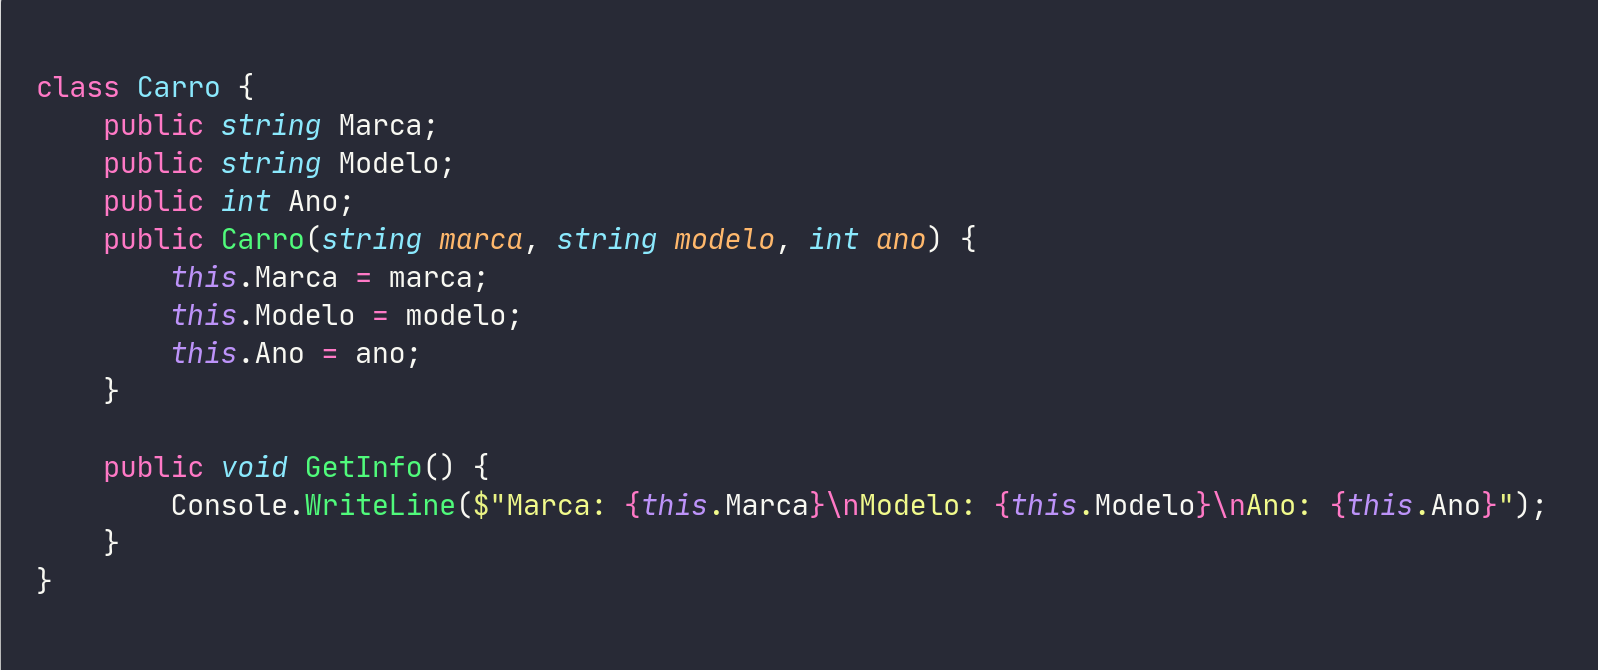 class Carro {
    public string Marca;
    public string Modelo;
    public int Ano;
    public Carro(string marca, string modelo, int ano) {
        this.Marca = marca;
        this.Modelo = modelo;
        this.Ano = ano;
    }

    public void GetInfo() {
        Console.WriteLine($"Marca: {this.Marca}\nModelo: {this.Modelo}\nAno: {this.Ano}");
    }
}